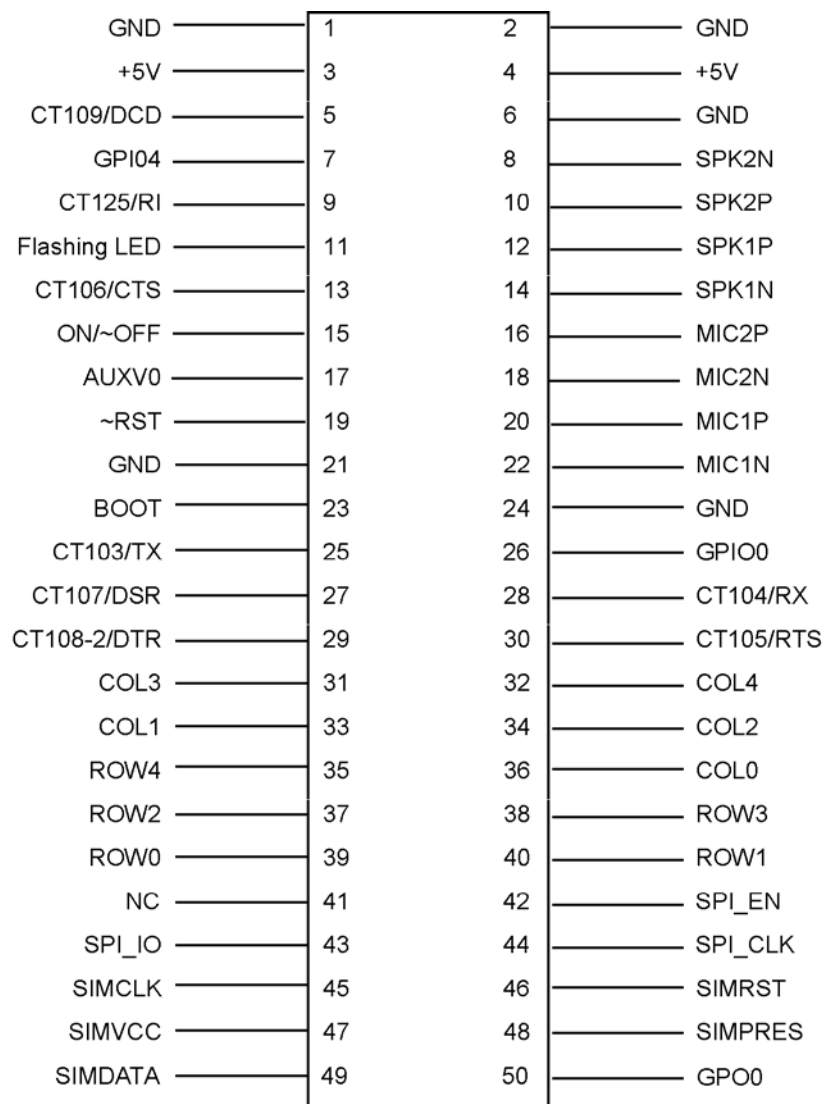 GND 1 2 GND
+5V 3 4 +5V
CT109/DCD 5 6 GND
GPI04 7 8 SPK2N
CT125/RI 9 10 SPK2P
Flashing LED 11 12 SPK1P
CT106/CTS 13 14 SPK1N
ON/~OFF 15 16 MIC2P
AUXV0 17 18 MIC2N
~RST 19 20 MIC1P
GND 21 22 MIC1N
BOOT 23 24 GND
CT103/TX 25 26 GPIO0
CT107/DSR 27 28 CT104/RX
CT108-2/DTR 29 30 CT105/RTS
COL3 31 32 COL4
COL1 33 34 COL2
ROW4 35 36 COL0
ROW2 37 38 ROW3
ROW0 39 40 ROW1
NC 41 42 SPI_EN
SPI_IO 43 44 SPI_CLK
SIMCLK 45 46 SIMRST
SIMVCC 47 48 SIMPRES
SIMDATA 49 50 GPO0